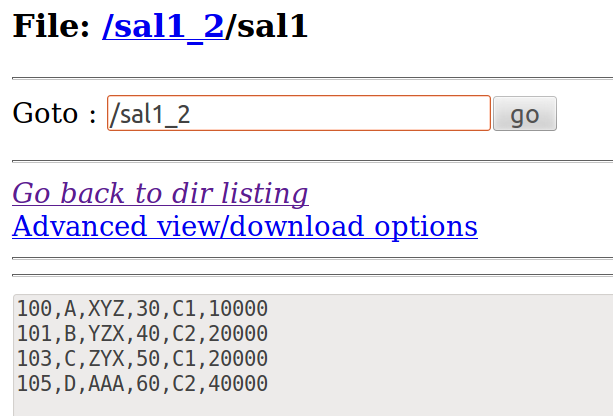 File: /sal1_2/sal1
Goto : /sal1_2 go
Go back to dir listing
Advanced view/download options
100,A,XYZ,30,C1,10000
101,B,YZX,40,C2,20000
103,C,ZYX,50,C1,20000
105,D,AAA,60,C2,40000